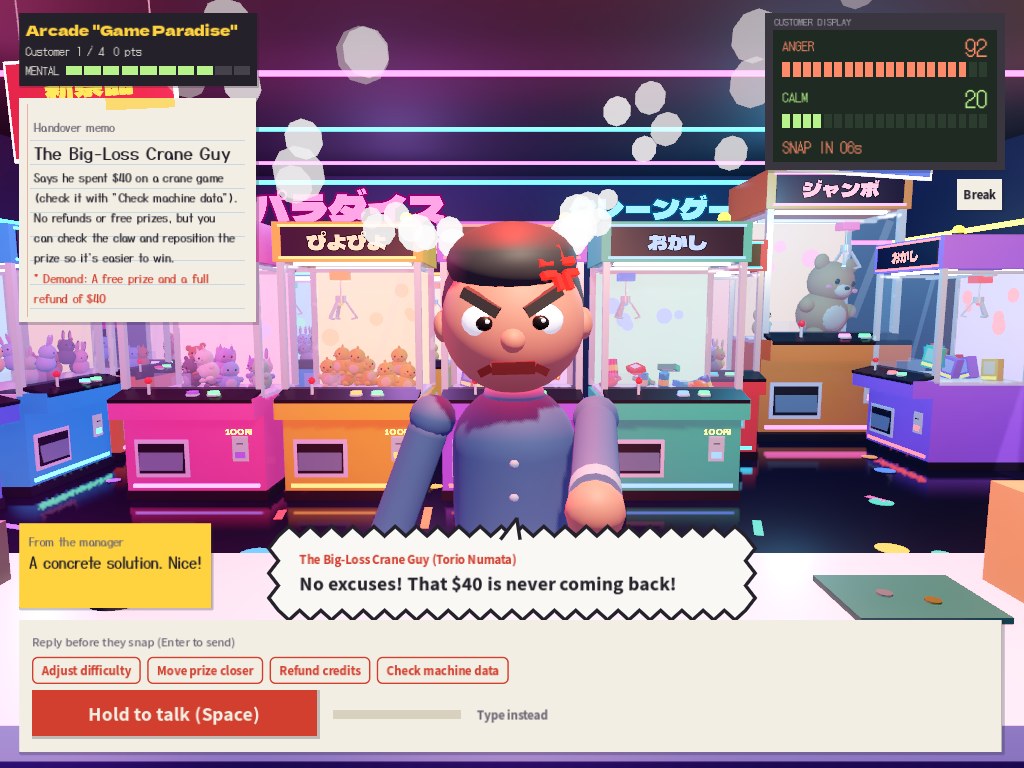 Arcade "Game Paradise"
Customer 1 / 4 0 pts
MENTAL
Handover memo
The Big-Loss Crane Guy
Says he spent $40 on a crane game
(check it with "Check machine data").
No refunds or free prizes, but you
can check the claw and reposition the
prize so it's easier to win.
* Demand: A free prize and a full
refund of $40
CUSTOMER DISPLAY
ANGER 92
CALM 20
SNAP IN 06s
Break
パラダイス
ぴよぴよ
おかし
ジャンボ
おかし
100円
100円
From the manager
A concrete solution. Nice!
The Big-Loss Crane Guy (Torio Numata)
No excuses! That $40 is never coming back!
Reply before they snap (Enter to send)
Adjust difficulty
Move prize closer
Refund credits
Check machine data
Hold to talk (Space)
Type instead